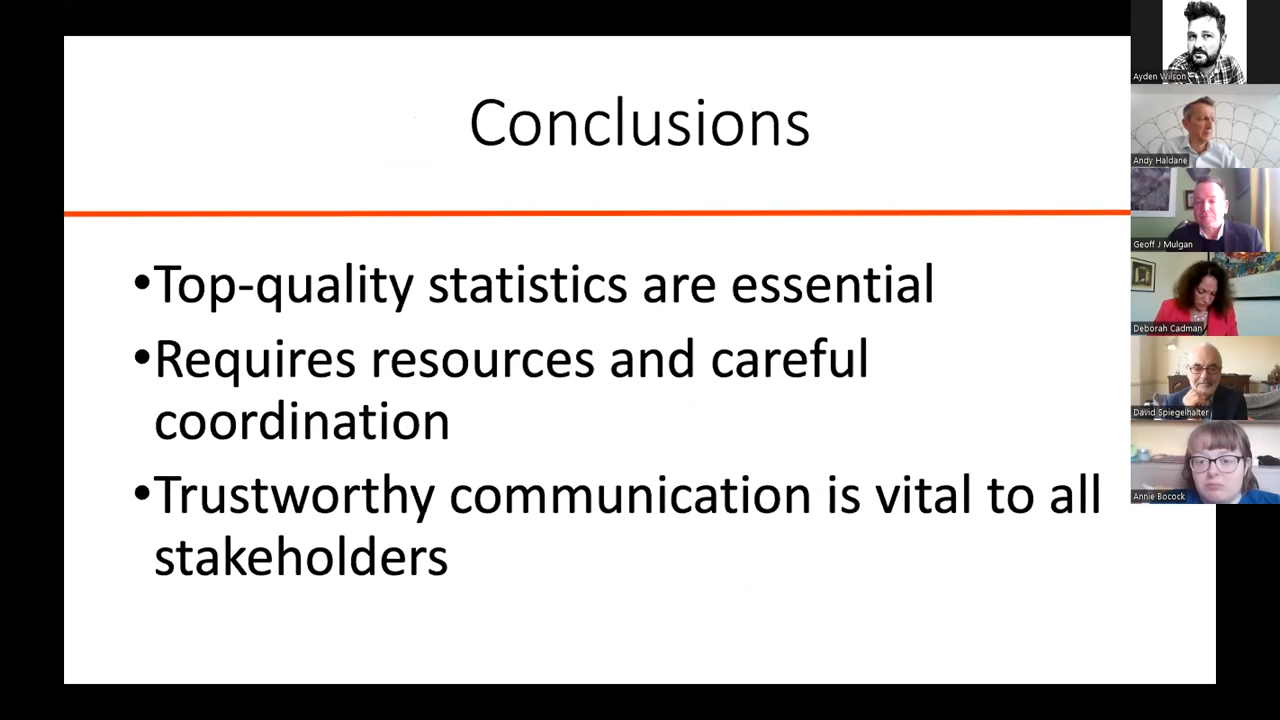 Conclusions
•Top-quality statistics are essential
•Requires resources and careful
coordination
•Trustworthy communication is vital to all
stakeholders
Ayden Wilson
Andy Haldane
Geoff J Mulgan
Deborah Cadman
David Spiegelhalter
Annie Bocock